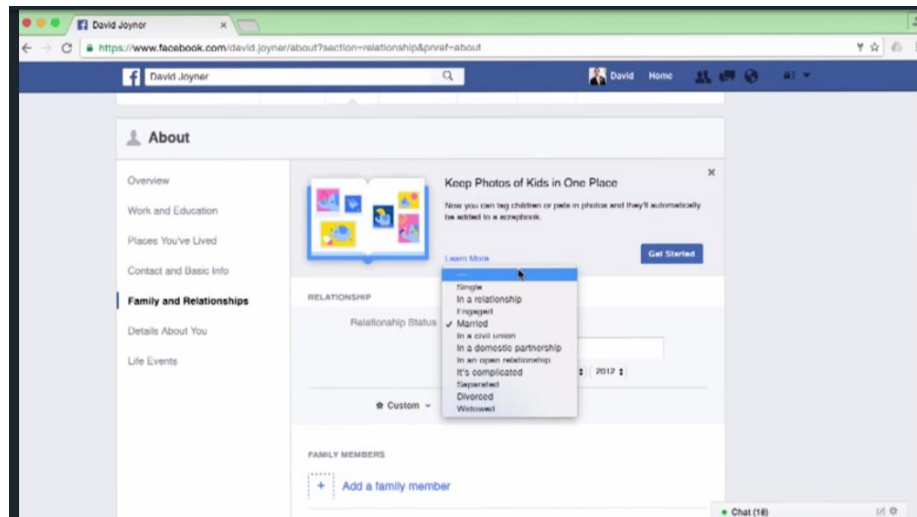 David Joyner
https://www.facebook.com/david.joyner/about?section=relationship&pnref=about
f David Joyner
David Home
About
Overview
Work and Education
Places You've Lived
Contact and Basic Info
Family and Relationships
Details About You
Life Events
Keep Photos of Kids in One Place
Now you can tag children or pets in photos and they'll automatically
be added to a scrapbook.
Learn More
Get Started
RELATIONSHIP
Relationship Status
---
Single
In a relationship
Engaged
✓ Married
In a civil union
In a domestic partnership
In an open relationship
It's complicated
Separated
Divorced
Widowed
2012
Custom
FAMILY MEMBERS
+ Add a family member
Chat (18)